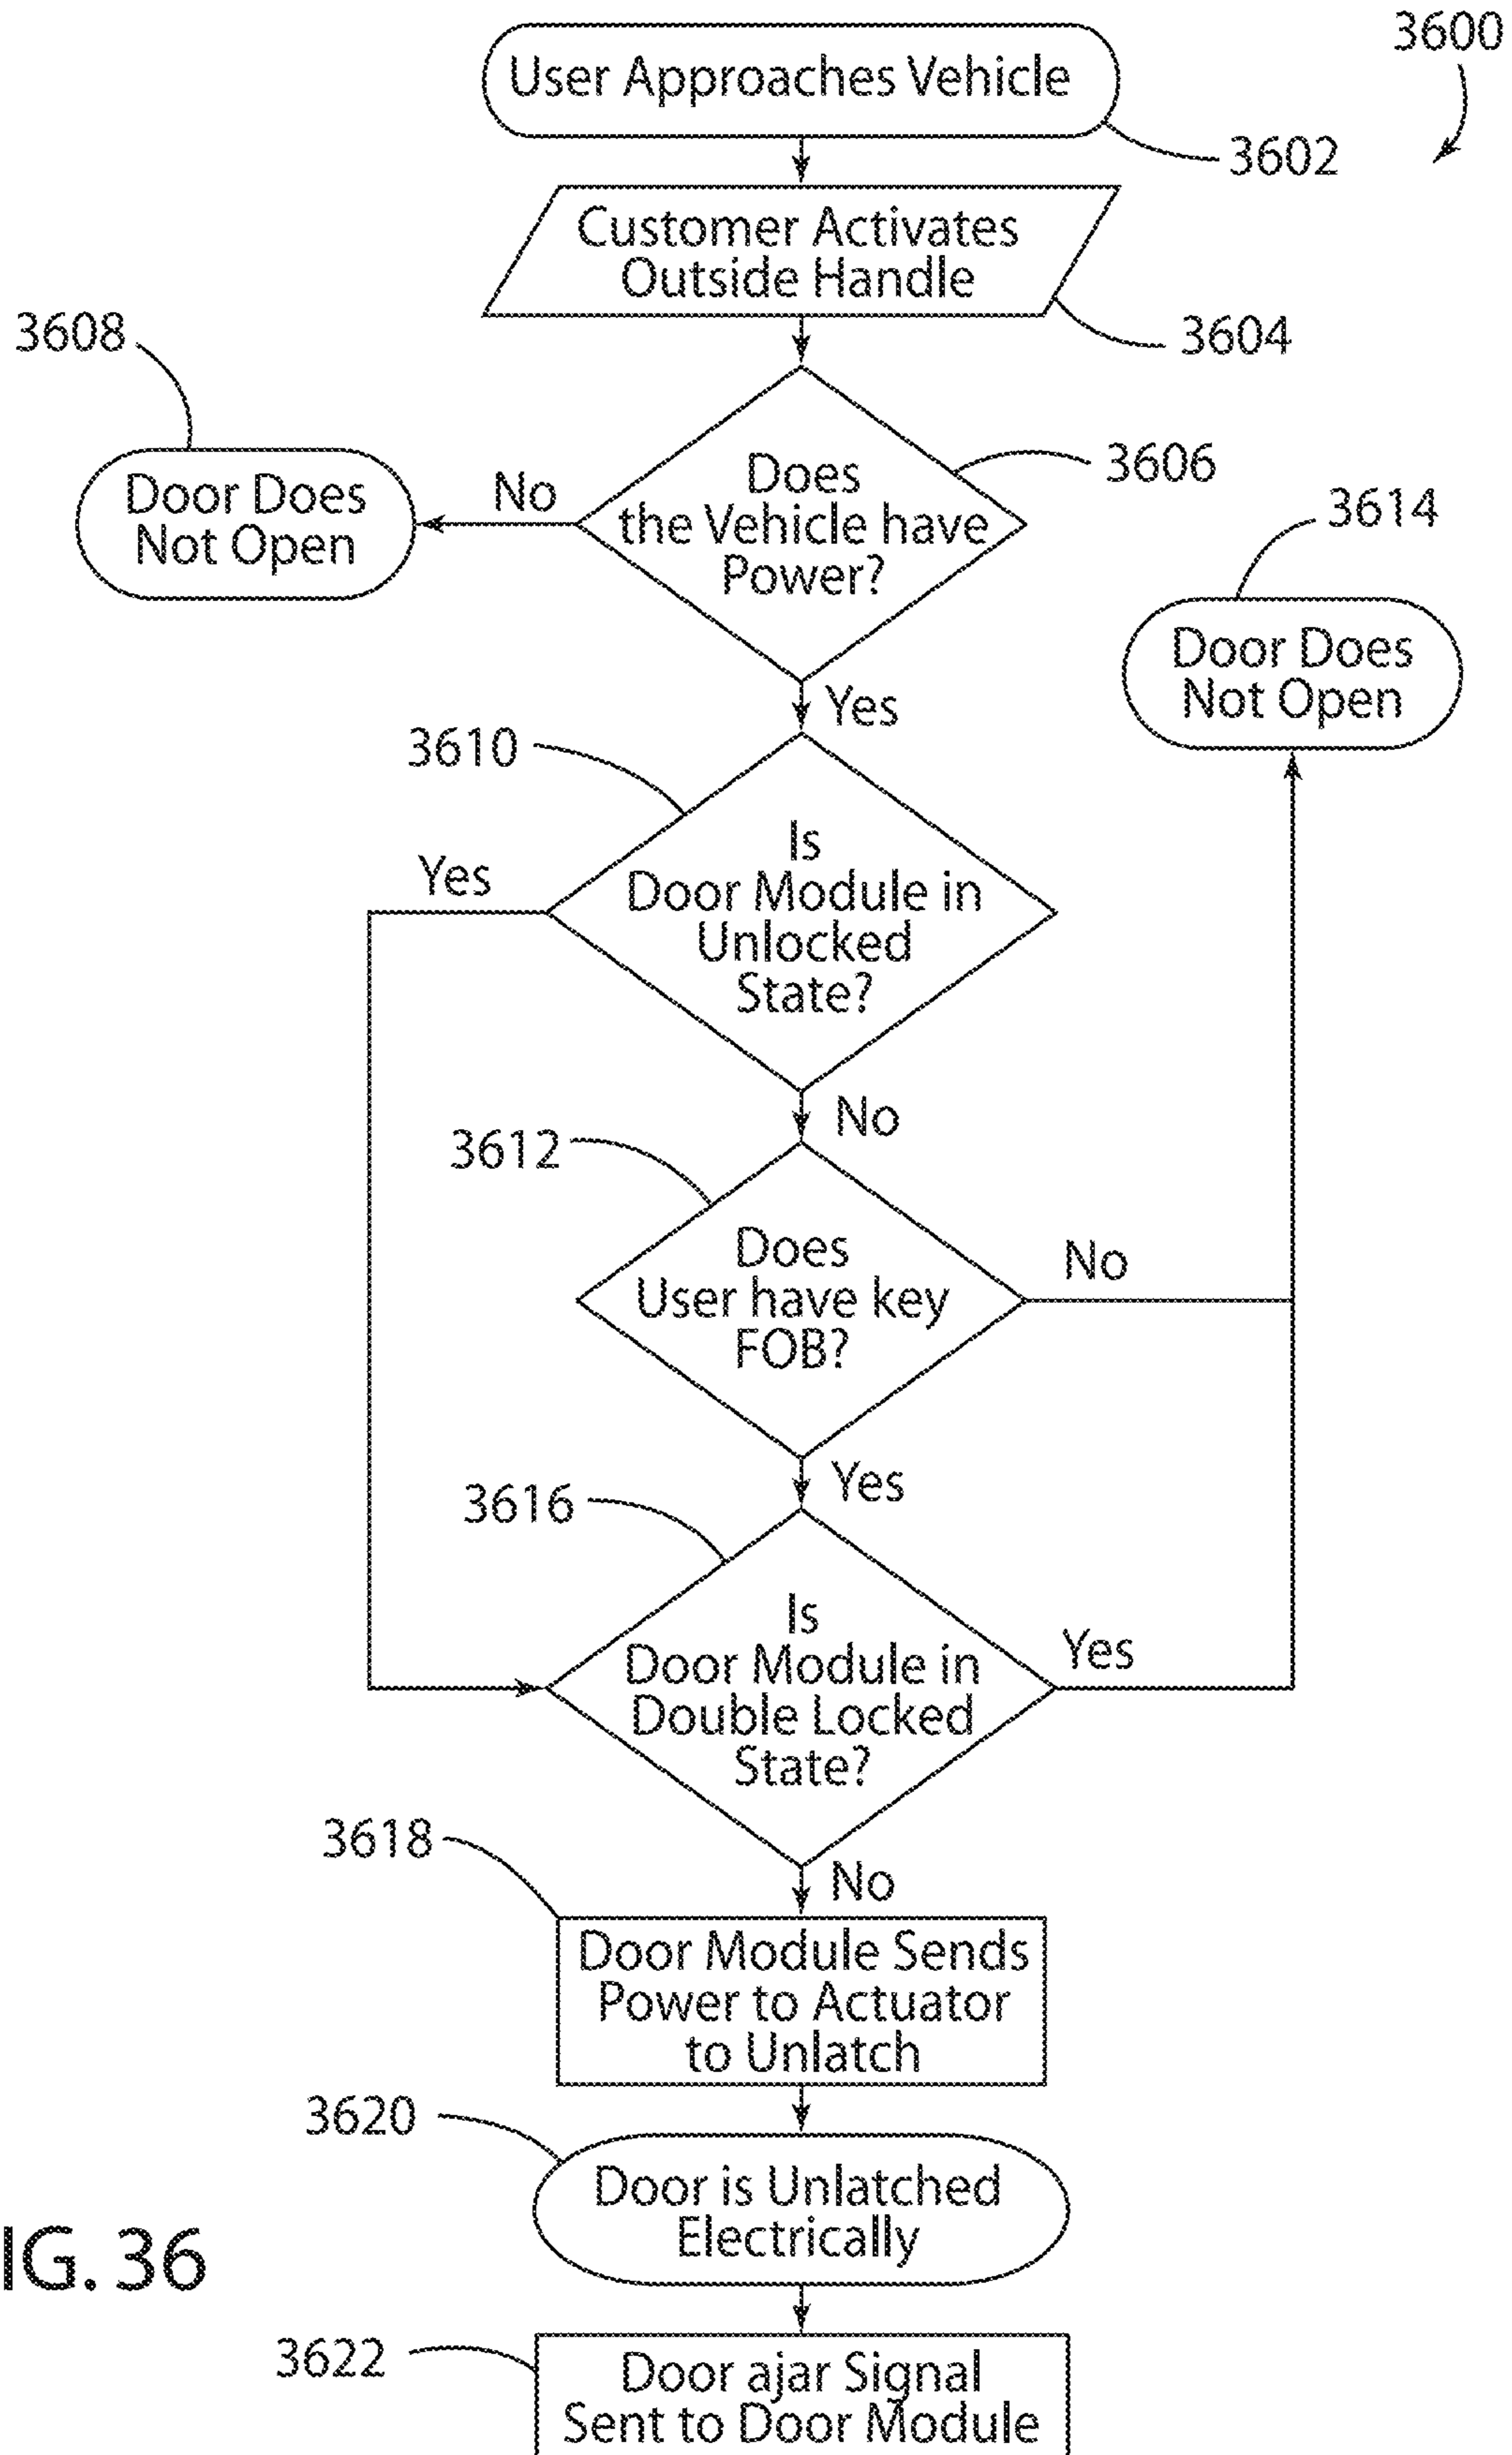 3600
User Approaches Vehicle
3602
Customer Activates
Outside Handle
3604
3608
Door Does
Not Open
No
Does
the Vehicle have
Power?
3606
3614
Door Does
Not Open
Yes
3610
Yes
Is
Door Module in
Unlocked
State?
No
3612
Does
User have key
FOB?
No
Yes
3616
Is
Door Module in
Double Locked
State?
Yes
No
3618
Door Module Sends
Power to Actuator
to Unlatch
3620
Door is Unlatched
Electrically
IG. 36
3622
Door ajar Signal
Sent to Door Module